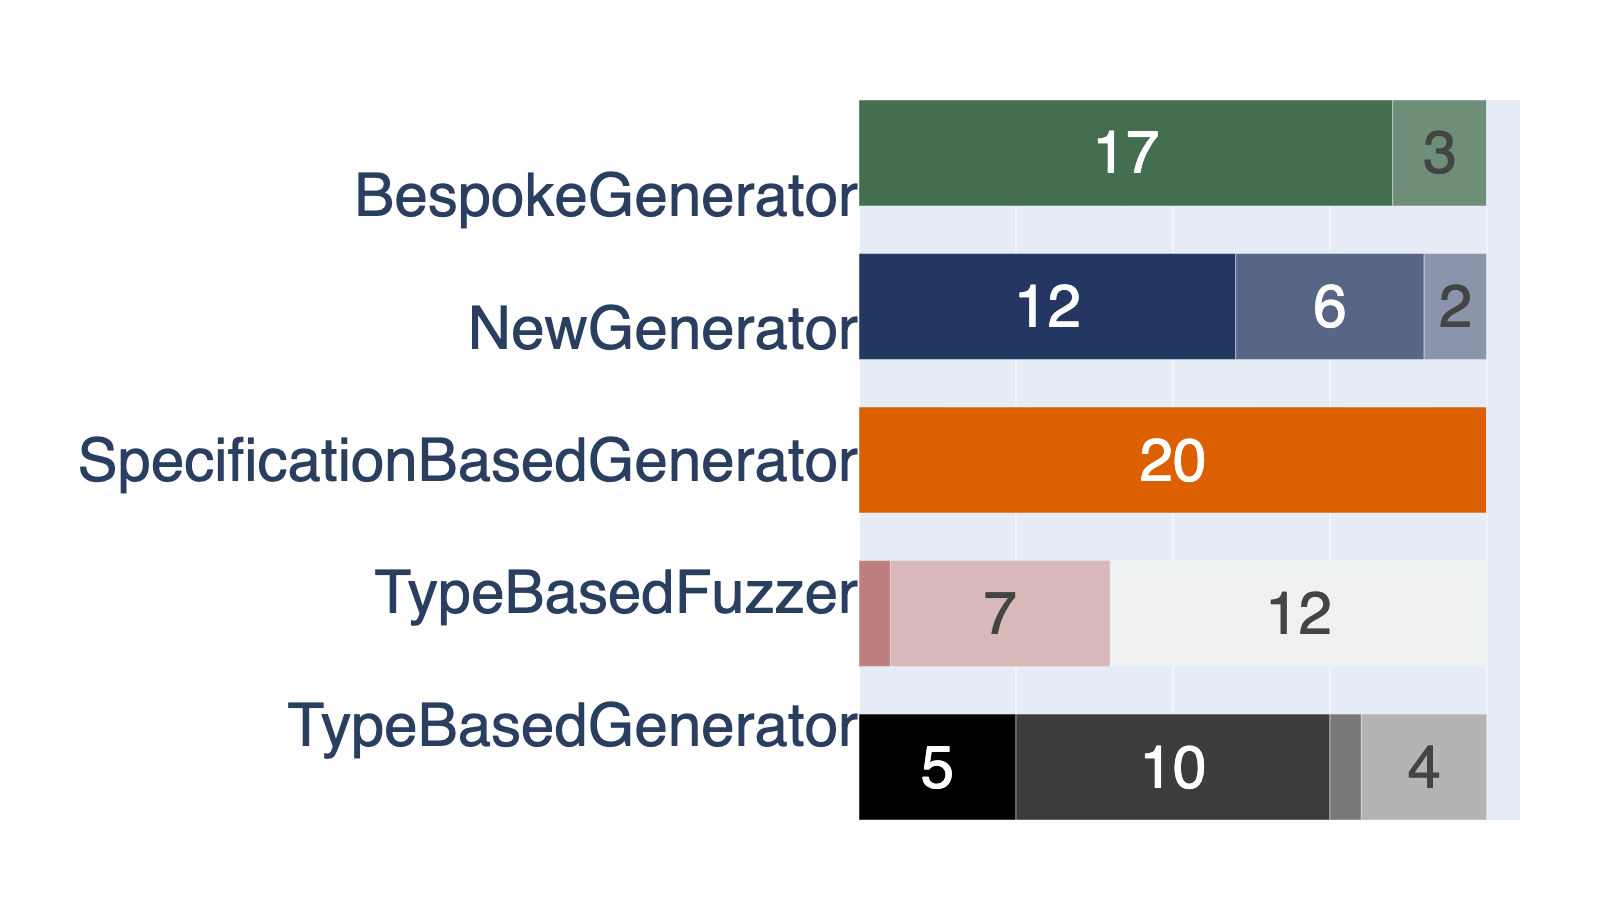 17 3
BespokeGenerator
12 6 2
NewGenerator
20
SpecificationBasedGenerator
7 12
TypeBasedFuzzer
5 10 4
TypeBasedGenerator